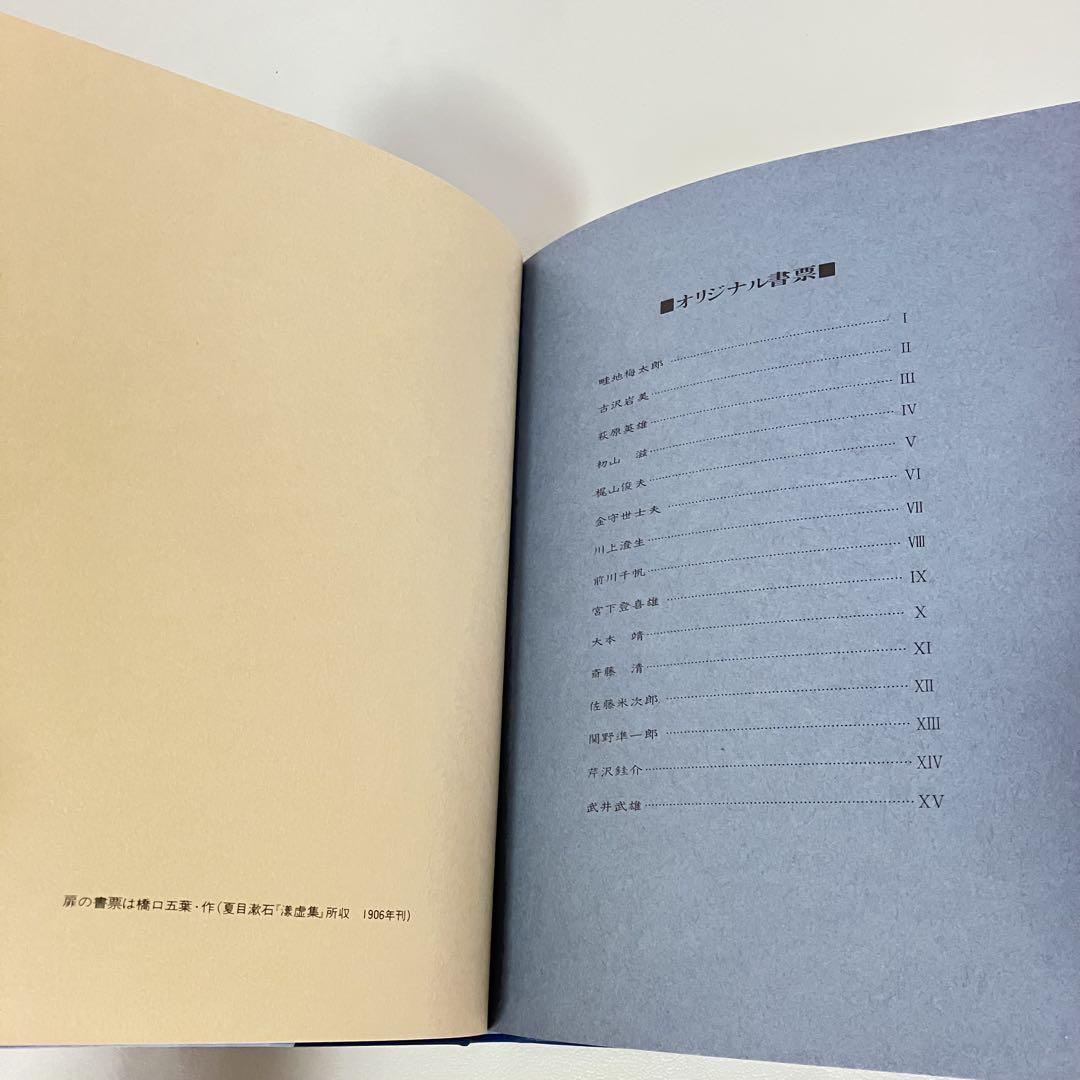 扉の書票は橋口五葉・作(夏目漱石「漾虚集」所収 1906年刊)
■オリジナル書票■
畦地梅太郎 I
古沢岩美 II
萩原英雄 III
初山 滋 IV
梶山俊夫 V
金守世士夫 VI
川上澄生 VII
前川千帆 VIII
宮下登喜雄 IX
大本 靖 X
斎藤 清 XI
佐藤米次郎 XII
関野凖一郎 XIII
芹沢銈介 XIV
武井武雄 XV